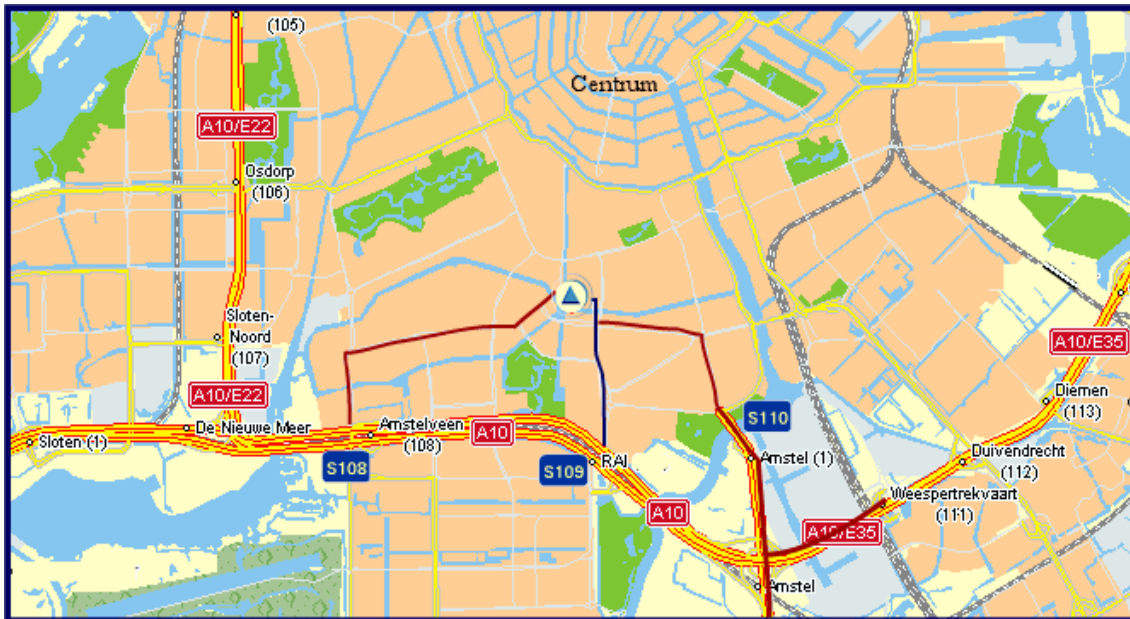 (105)
Centrum
A10/E22
Osdorp
(106)
Sloten-
Noord
(107)
A10/E22
A10/E35
Diemen
(113)
De Nieuwe Meer
Sloten (1)
Amstelveen
(108)
A10
S110
S108
S109
RAI
Amstel (1)
Duivendrecht
(112)
Weespertrekvaart
(111)
A10
A10/E35
Amstel